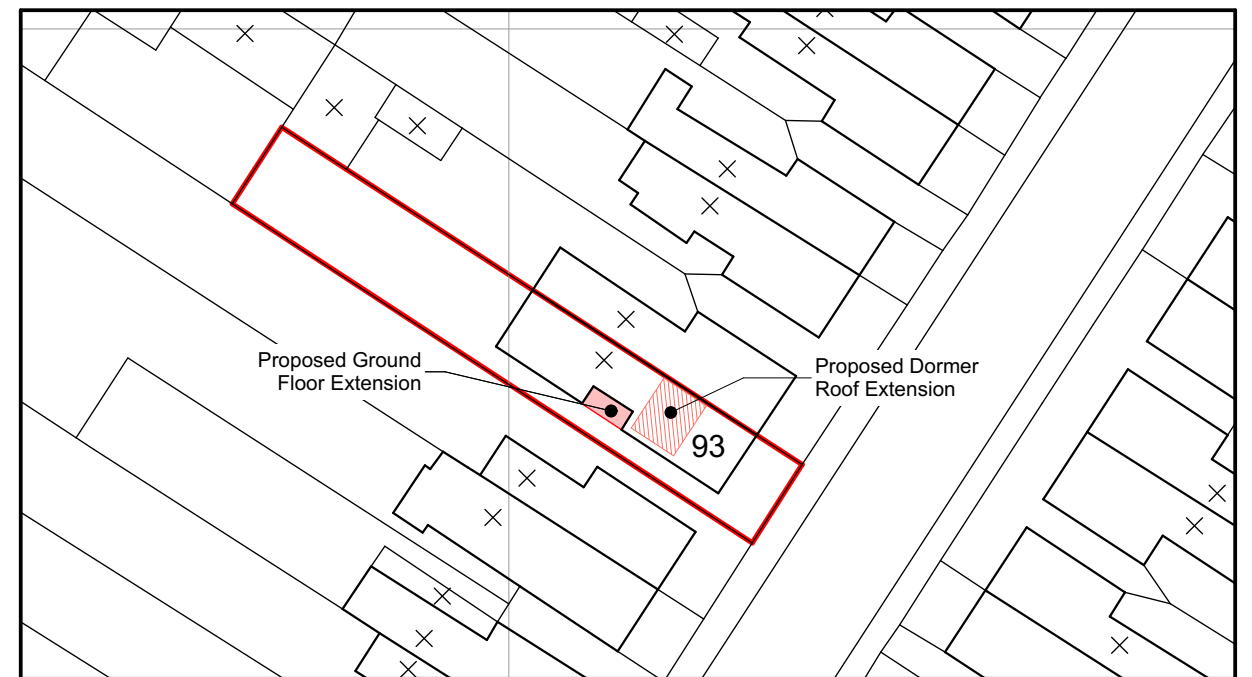 Proposed Ground
Floor Extension
Proposed Dormer
Roof Extension
93